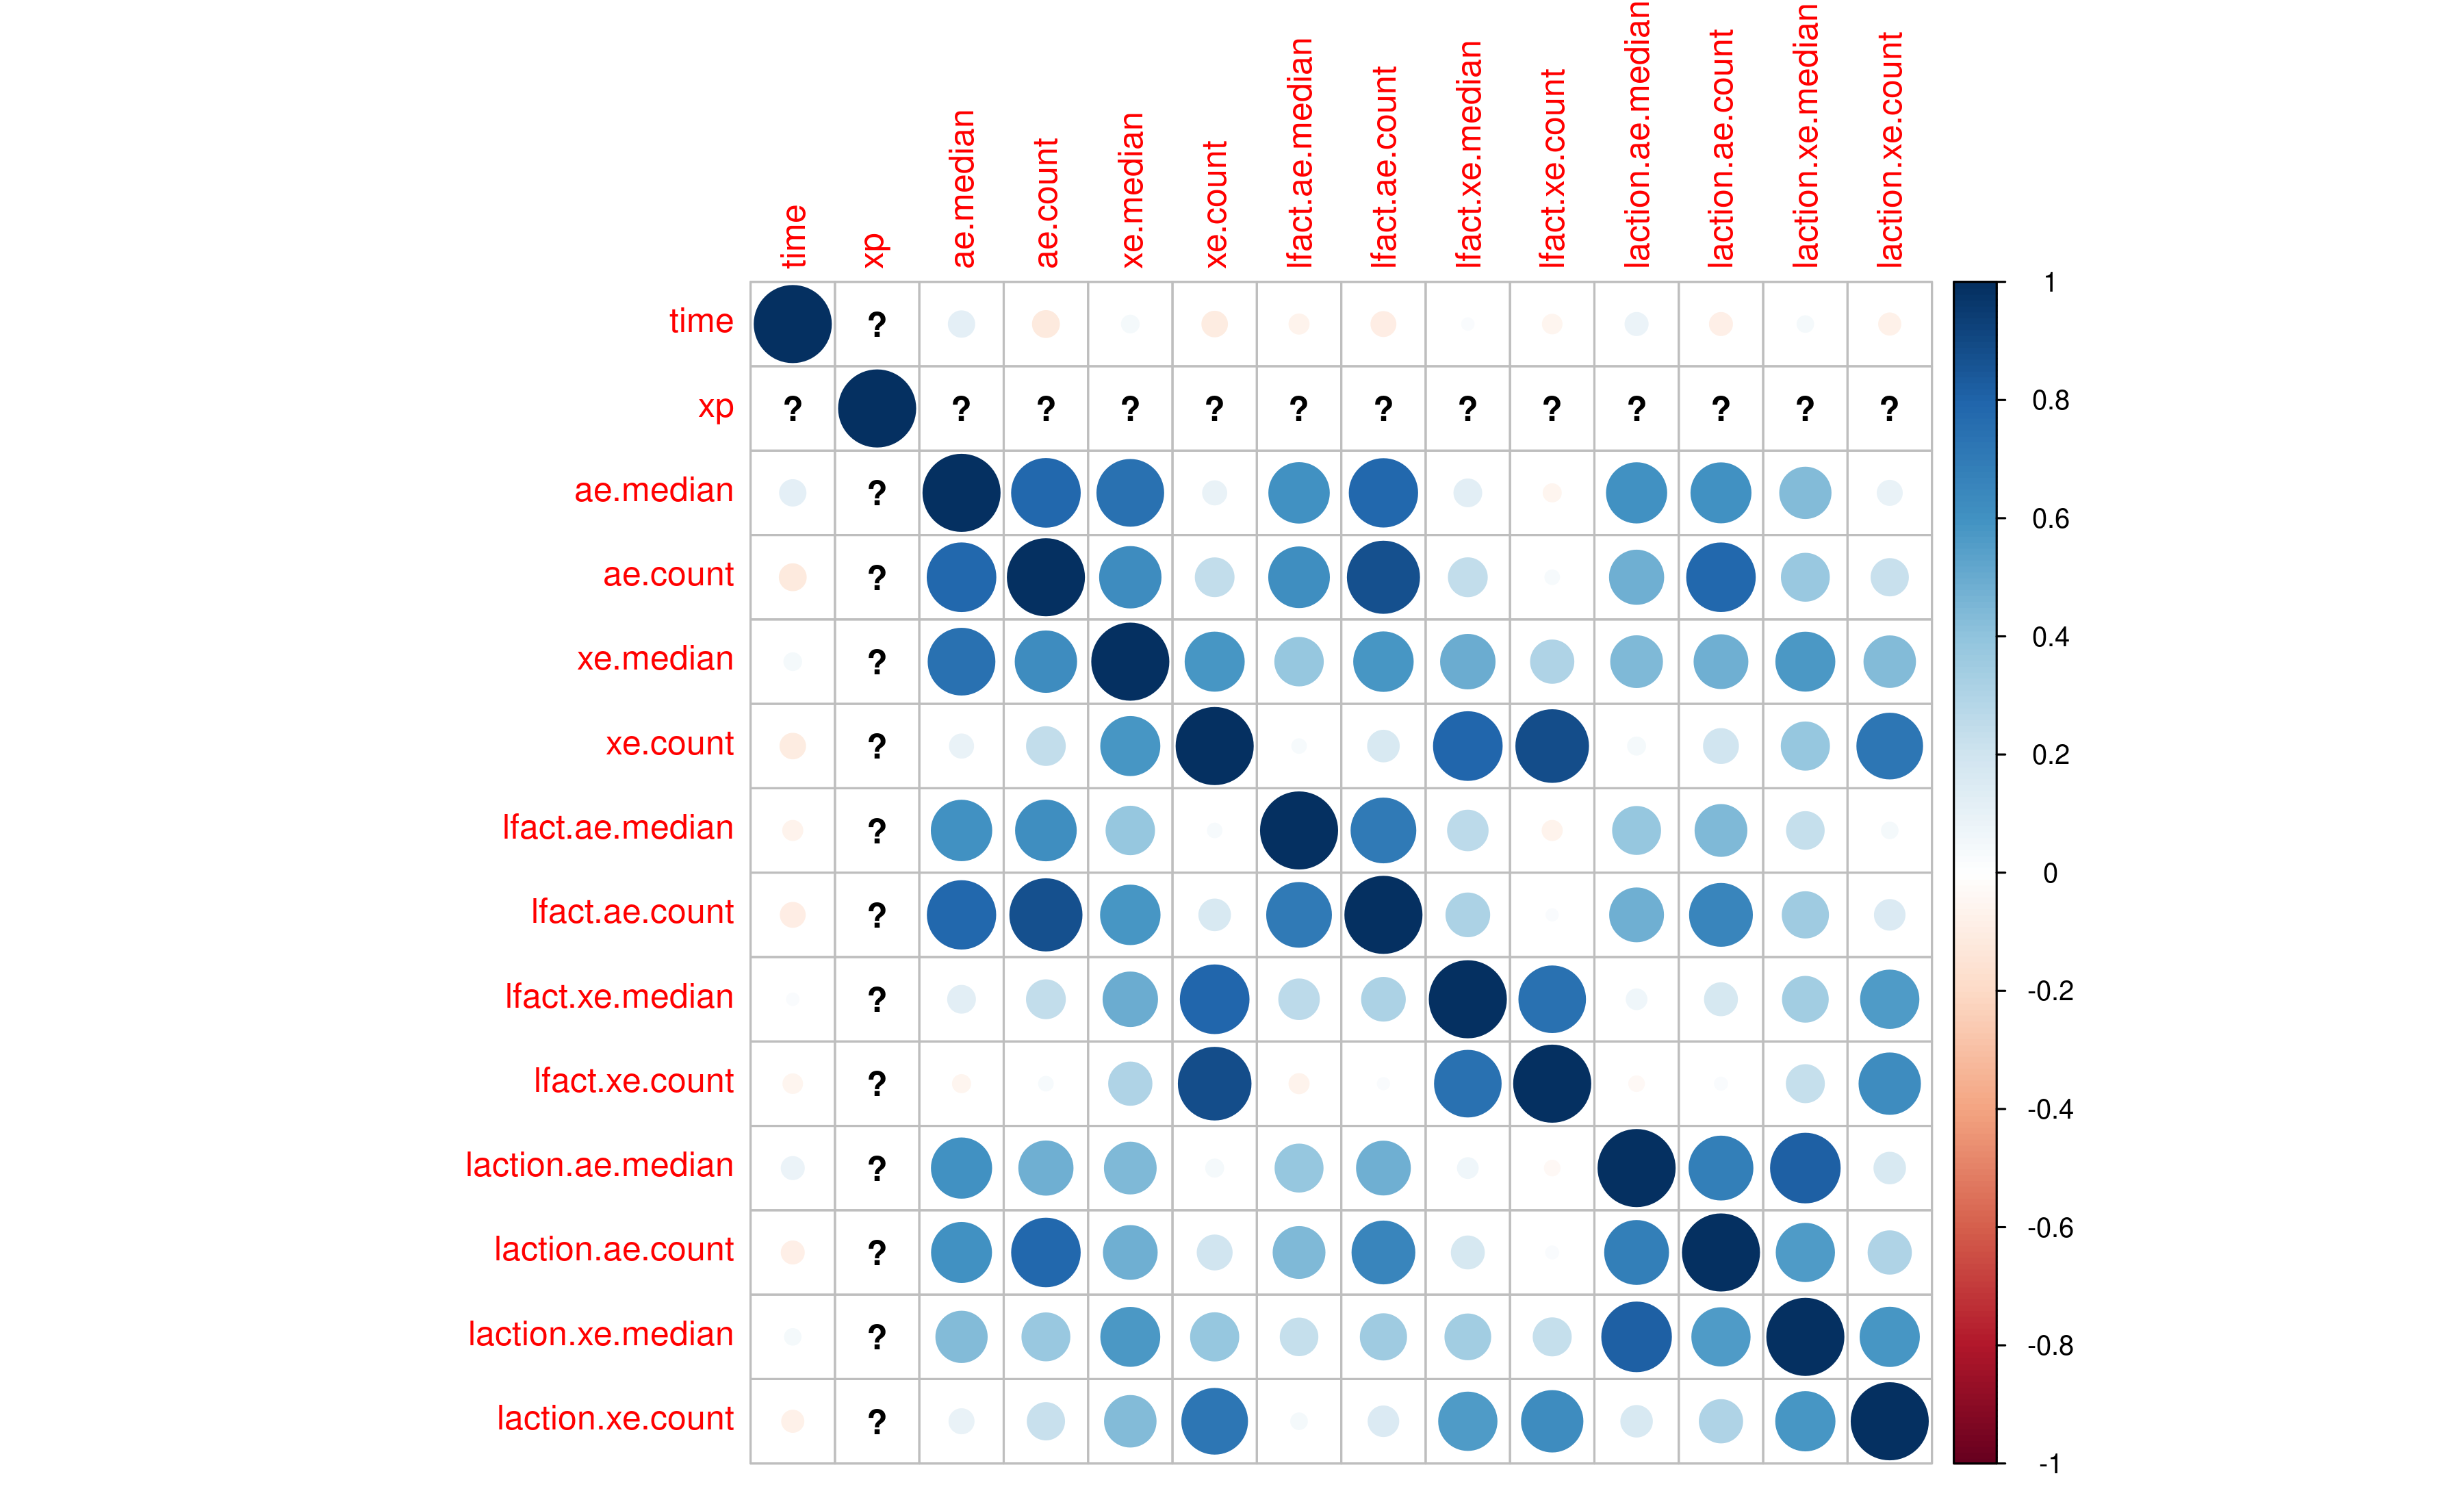 time
xp
ae.median
ae.count
xe.median
xe.count
lfact.ae.median
lfact.ae.count
lfact.xe.median
lfact.xe.count
laction.ae.median
laction.ae.count
laction.xe.median
laction.xe.count
time ? 1
xp ? ? ? ? ? ? ? ? ? ? ? ? ? 0.8
ae.median ? 0.6
ae.count ?
xe.median ? 0.4
xe.count ? 0.2
lfact.ae.median ? 0
lfact.ae.count ?
lfact.xe.median ? -0.2
lfact.xe.count ? -0.4
laction.ae.median ?
laction.ae.count ? -0.6
laction.xe.median ? -0.8
laction.xe.count ? -1